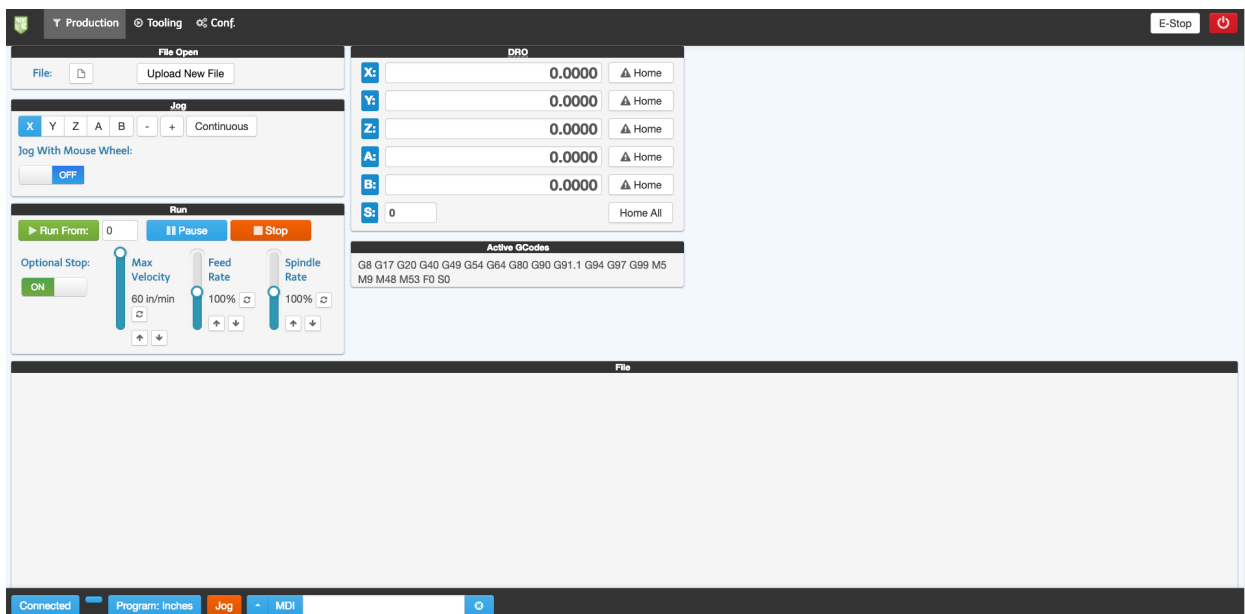 Production Tooling Conf. E-Stop
File Open
File: Upload New File
Jog
X Y Z A B - + Continuous
Jog With Mouse Wheel:
OFF
Run
Run From: 0 Pause Stop
Optional Stop:
ON
Max
Velocity
60 in/min
Feed
Rate
100%
Spindle
Rate
100%
DRO
X: 0.0000 Home
Y: 0.0000 Home
Z: 0.0000 Home
A: 0.0000 Home
B: 0.0000 Home
S: 0 Home All
Active GCodes
G8 G17 G20 G40 G49 G54 G64 G80 G90 G91.1 G94 G97 G99 M5
M9 M48 M53 F0 S0
File
Connected Program: Inches Jog - MDI